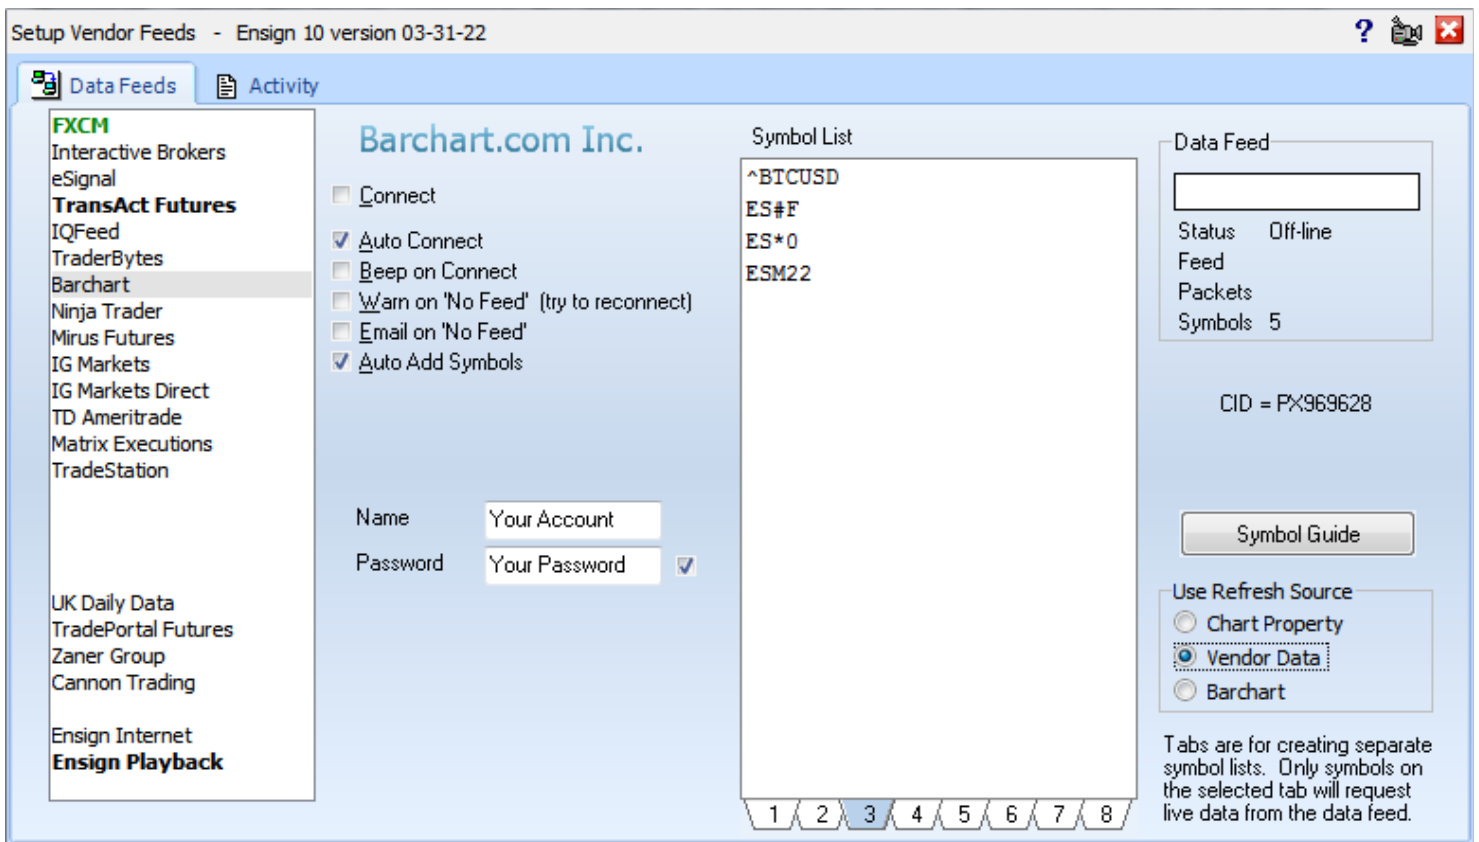 Setup Vendor Feeds - Ensign 10 version 03-31-22
?
Data Feeds
Activity
FXCM
Interactive Brokers
eSignal
TransAct Futures
IQFeed
TraderBytes
Barchart
Ninja Trader
Mirus Futures
IG Markets
IG Markets Direct
TD Ameritrade
Matrix Executions
TradeStation
UK Daily Data
TradePortal Futures
Zaner Group
Cannon Trading
Ensign Internet
Ensign Playback
Barchart.com Inc.
Connect
Auto Connect
Beep on Connect
Warn on 'No Feed' (try to reconnect)
Email on 'No Feed'
Auto Add Symbols
Name Your Account
Password Your Password
Symbol List
^BTCUSD
ES#F
ES*0
ESM22
1 2 3 4 5 6 7 8
Data Feed
Status Off-line
Feed
Packets
Symbols 5
CID = PX969628
Symbol Guide
Use Refresh Source
Chart Property
Vendor Data
Barchart
Tabs are for creating separate
symbol lists. Only symbols on
the selected tab will request
live data from the data feed.